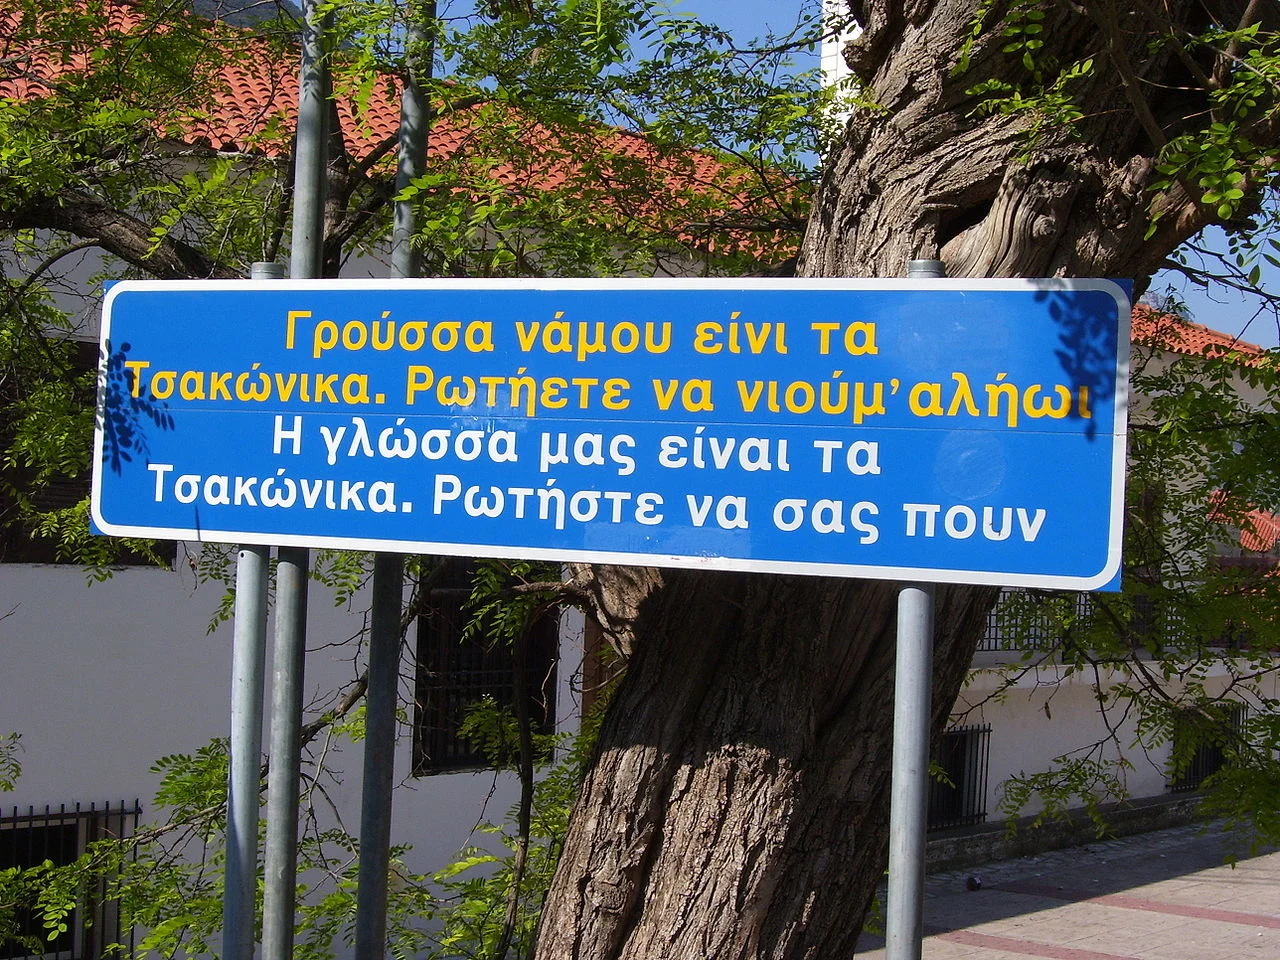 Γρούσσα νάμου είνι τα
Τσακώνικα. Ρωτήετε να νιούμ'αλήωι
Η γλώσσα μας είναι τα
Τσακώνικα. Ρωτήστε να σας πουν